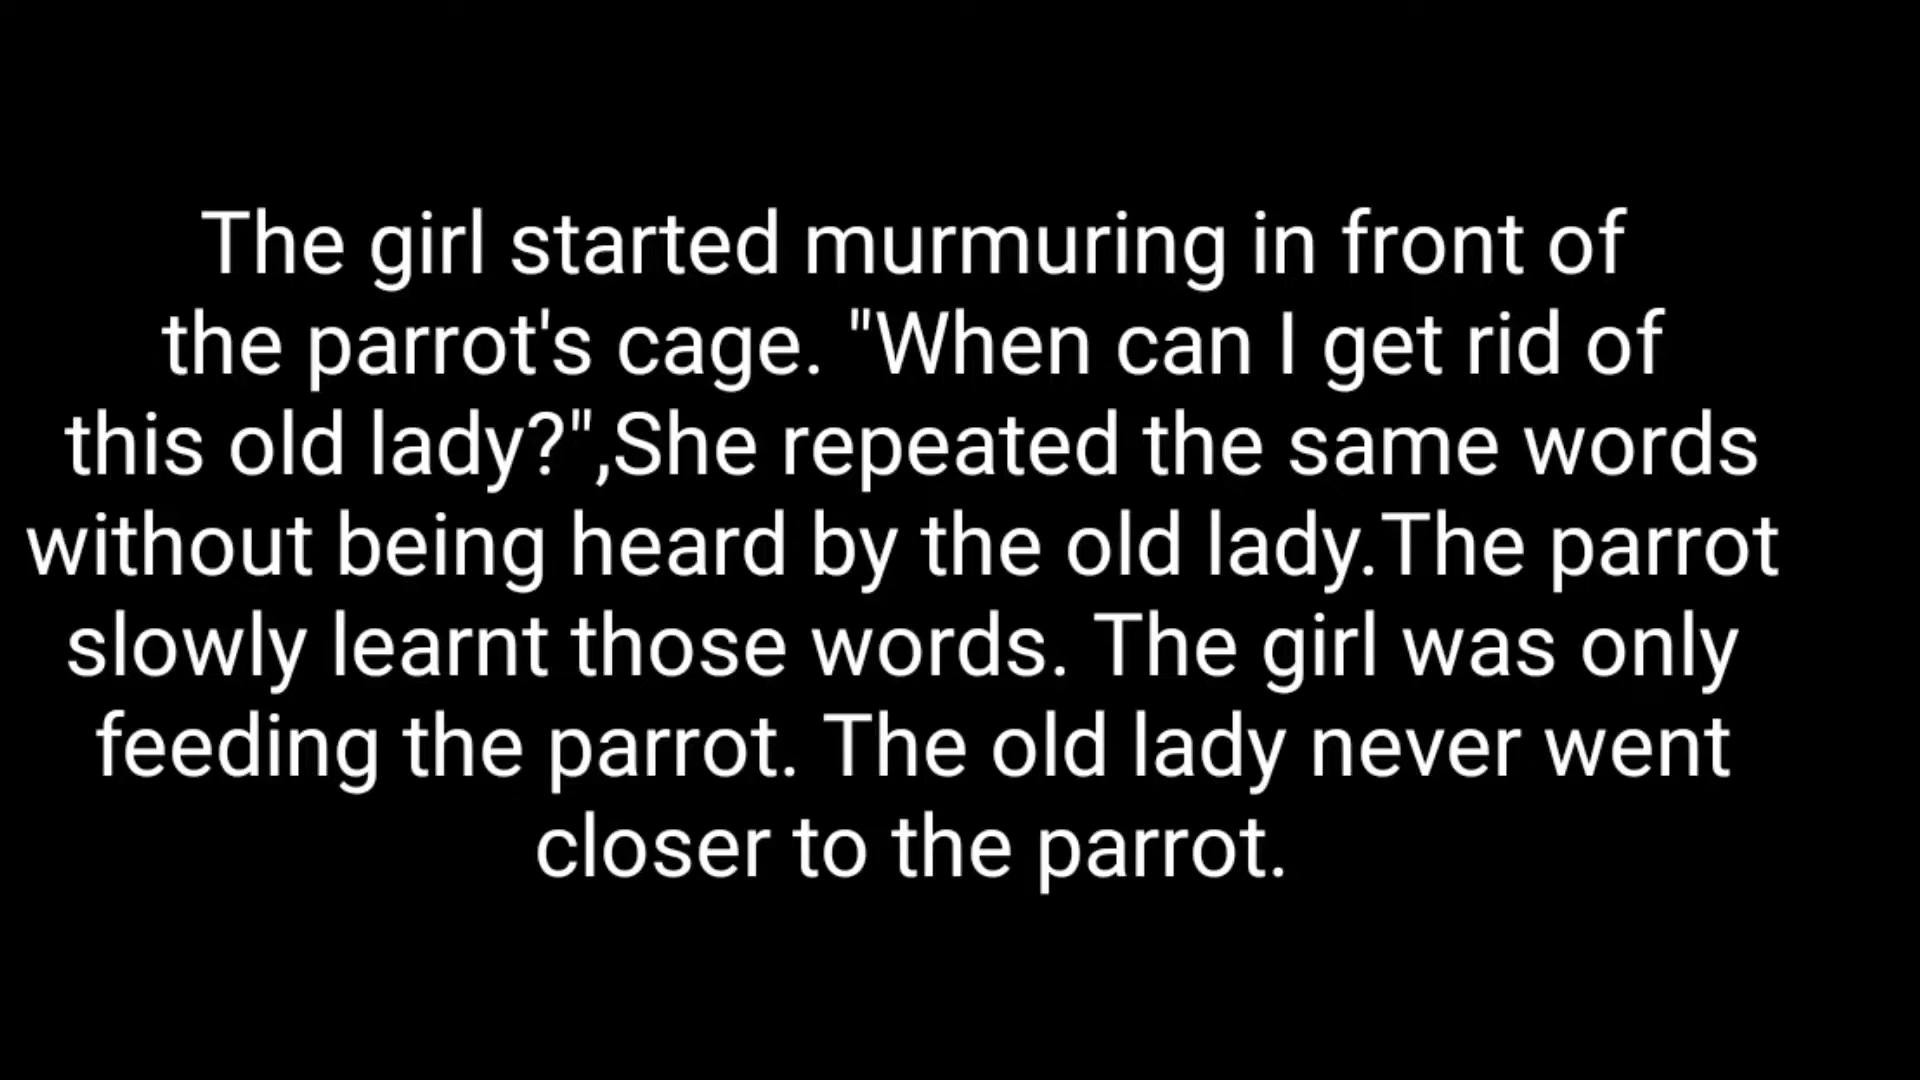 The girl started murmuring in front of
the parrot's cage. "When can I get rid of
this old lady?",She repeated the same words
without being heard by the old lady.The parrot
slowly learnt those words. The girl was only
feeding the parrot. The old lady never went
closer to the parrot.